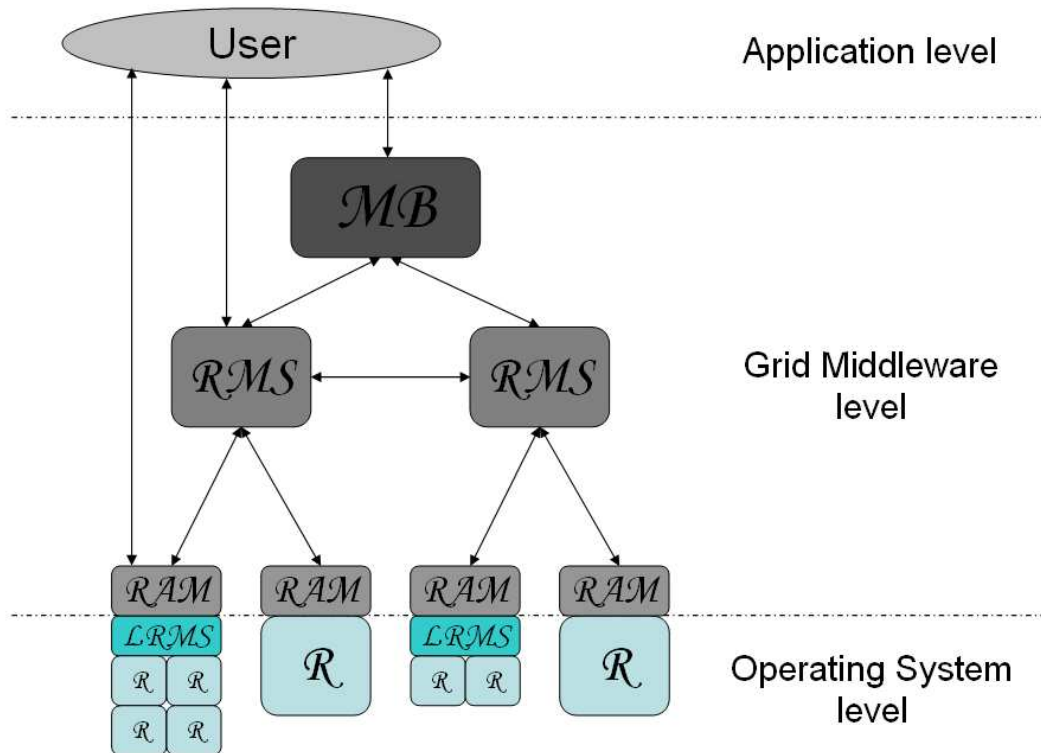 User
Application level
MB
RMS
RMS
Grid Middleware
level
RAM
RAM
RAM
RAM
LRMS
R
LRMS
R
R
R
R
R
R
R
Operating System
level